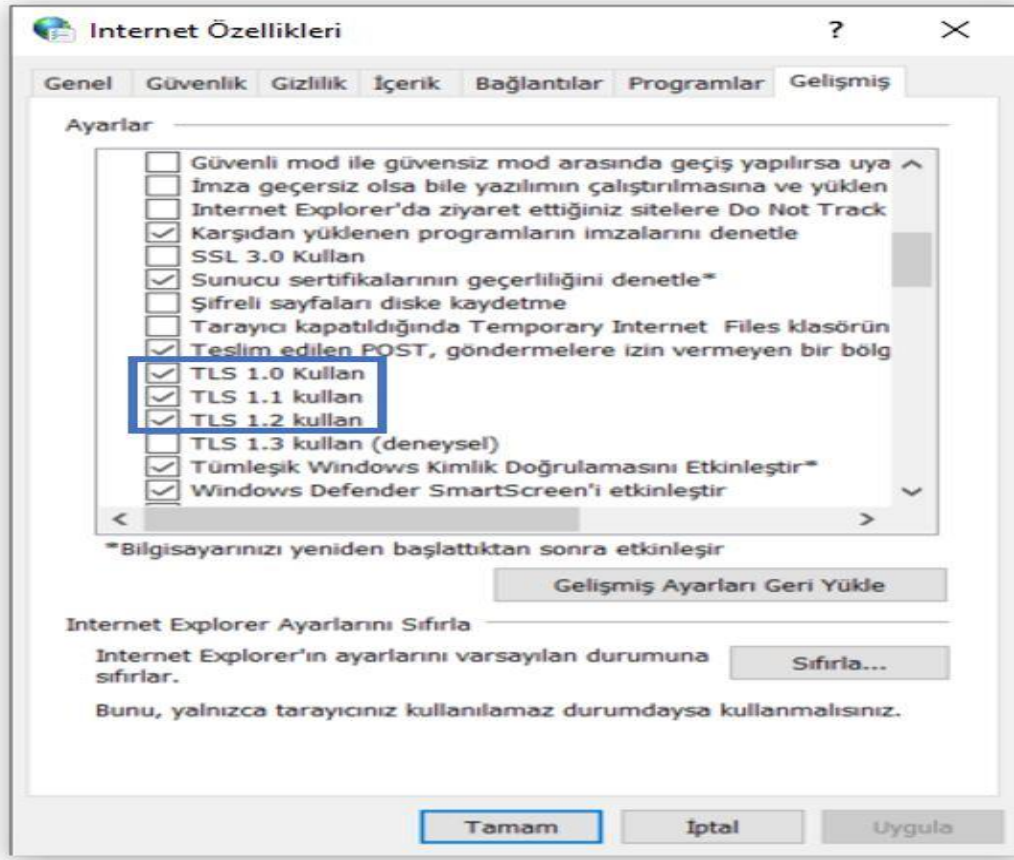 Internet Özellikleri
Genel Güvenlik Gizlilik İçerik Bağlantılar Programlar Gelişmiş
Ayarlar
Güvenli mod ile güvensiz mod arasında geçiş yapılırsa uya
İmza geçersiz olsa bile yazılımın çalıştırılmasına ve yüklen
Internet Explorer'da ziyaret ettiğiniz sitelere Do Not Track
Karşıdan yüklenen programların imzalarını denetle
SSL 3.0 Kullan
Sunucu sertifikalarının geçerliliğini denetle*
Şifreli sayfaları diske kaydetme
Tarayıcı kapatıldığında Temporary Internet Files klasörün
Teslim edilen POST, göndermelere izin vermeyen bir bölg
TLS 1.0 Kullan
TLS 1.1 kullan
TLS 1.2 kullan
TLS 1.3 kullan (deneysel)
Tümleşik Windows Kimlik Doğrulamasını Etkinleştir*
Windows Defender SmartScreen'i etkinleştir
*Bilgisayarınızı yeniden başlattıktan sonra etkinleşir
Gelişmiş Ayarları Geri Yükle
Internet Explorer Ayarlarını Sıfırla
Internet Explorer'ın ayarlarını varsayılan durumuna
sıfırlar.
Sıfırla...
Bunu, yalnızca tarayıcınız kullanılamaz durumdaysa kullanmalısınız.
Tamam İptal Uygula